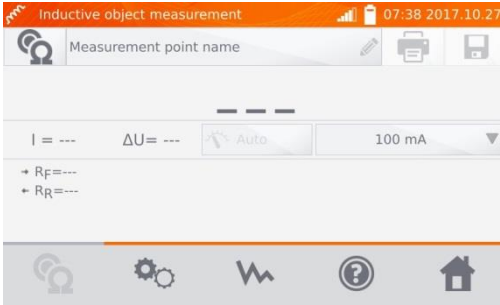 Inductive object measurement 07:38 2017.10.27
Measurement point name
---
I = --- ΔU= --- Auto 100 mA
RF=---
RR=---